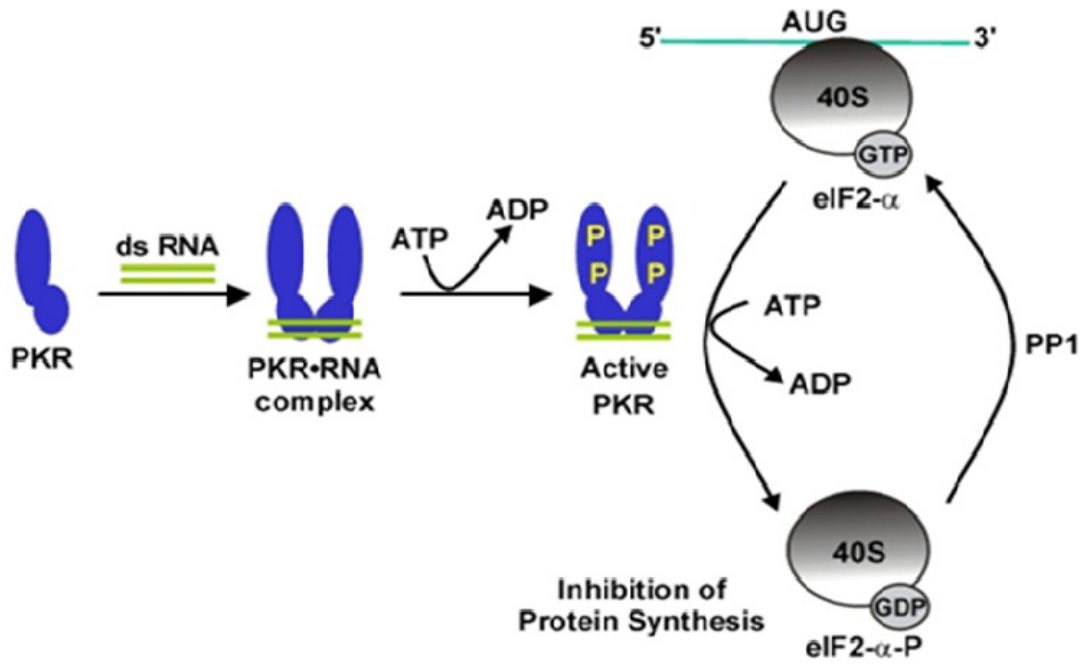 AUG
5'
3'
40S
GTP
eIF2-α
ds RNA
ATP
ADP
P
P
P
P
PKR
PKR•RNA
complex
Active
PKR
ATP
ADP
PP1
40S
GDP
eIF2-α-P
Inhibition of
Protein Synthesis